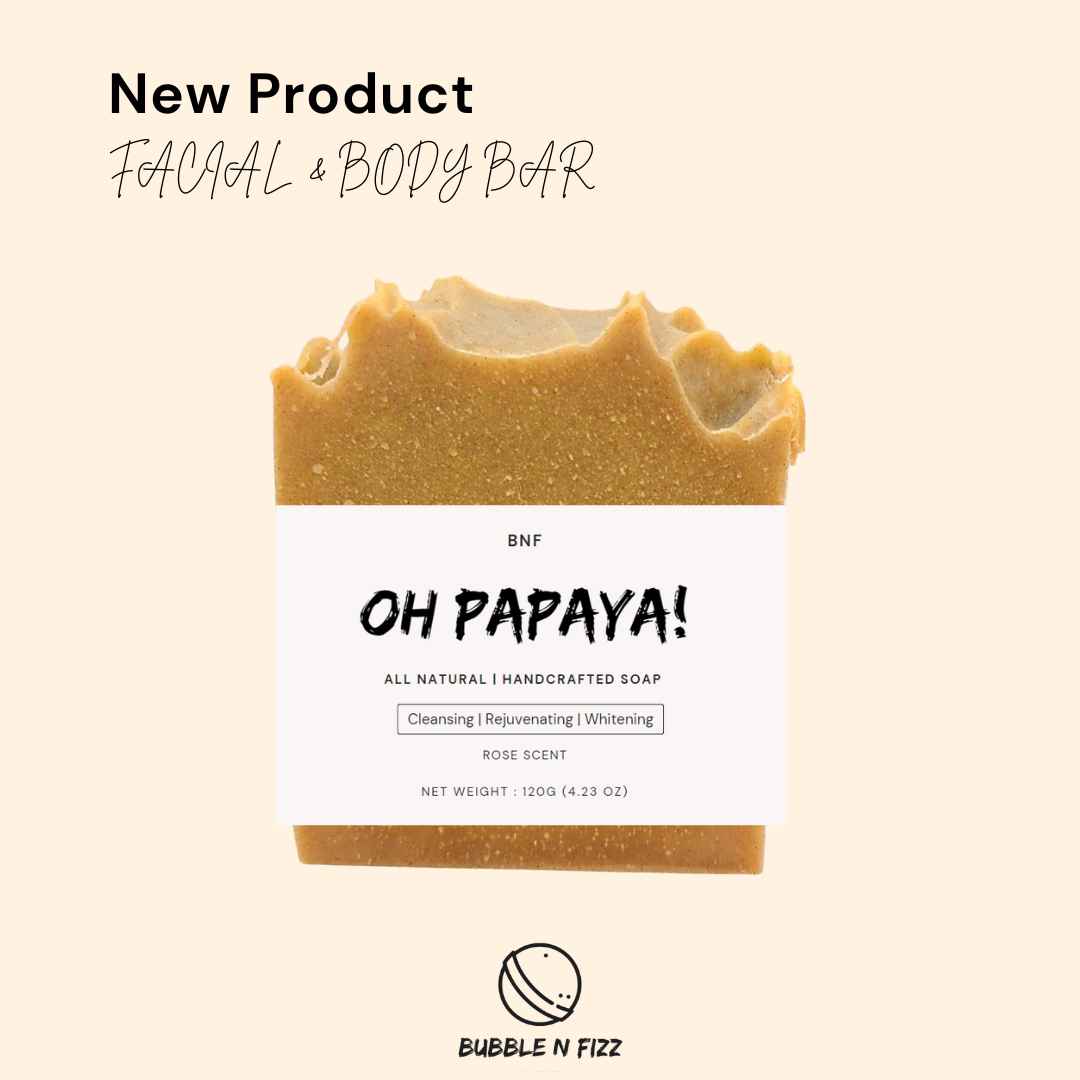 New Product
FACIAL & BODY BAR
BNF
OH PAPAYA!
ALL NATURAL | HANDCRAFTED SOAP
Cleansing | Rejuvenating | Whitening
ROSE SCENT
NET WEIGHT : 120G (4.23 OZ)
BUBBLE N FIZZ